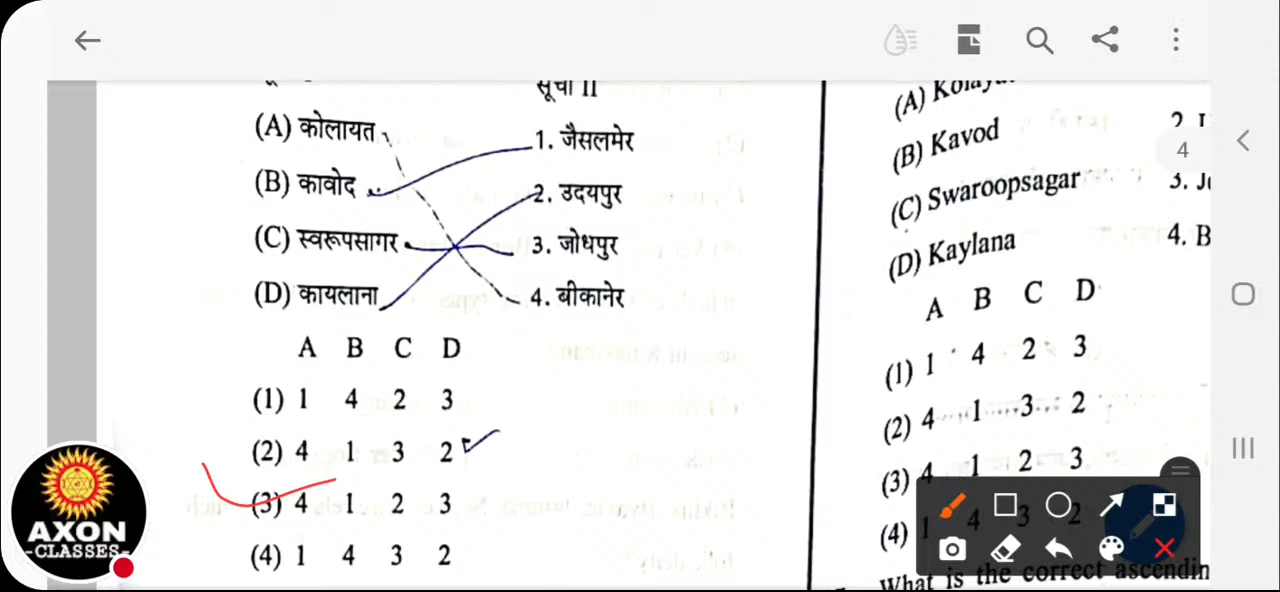 सूची II
(A) कोलायत
1. जैसलमेर
(B) कावोद
2. उदयपुर
(C) स्वरूपसागर
3. जोधपुर
(D) कायलाना
4. बीकानेर
A B C D
(1) 1 4 2 3
(2) 4 1 3 2
(3) 4 1 2 3
(4) 1 4 3 2
(A)
(B) Kavod
2.
(C) Swaroopsagar
3. J
(D) Kaylana
4. B
A B C D
(1) 1 4 2 3
(2) 4 1 3 2
(3) 4 1 2 3
(4) 1 4 3 2
What is the correct ascendin
4
AXON
-CLASSES-